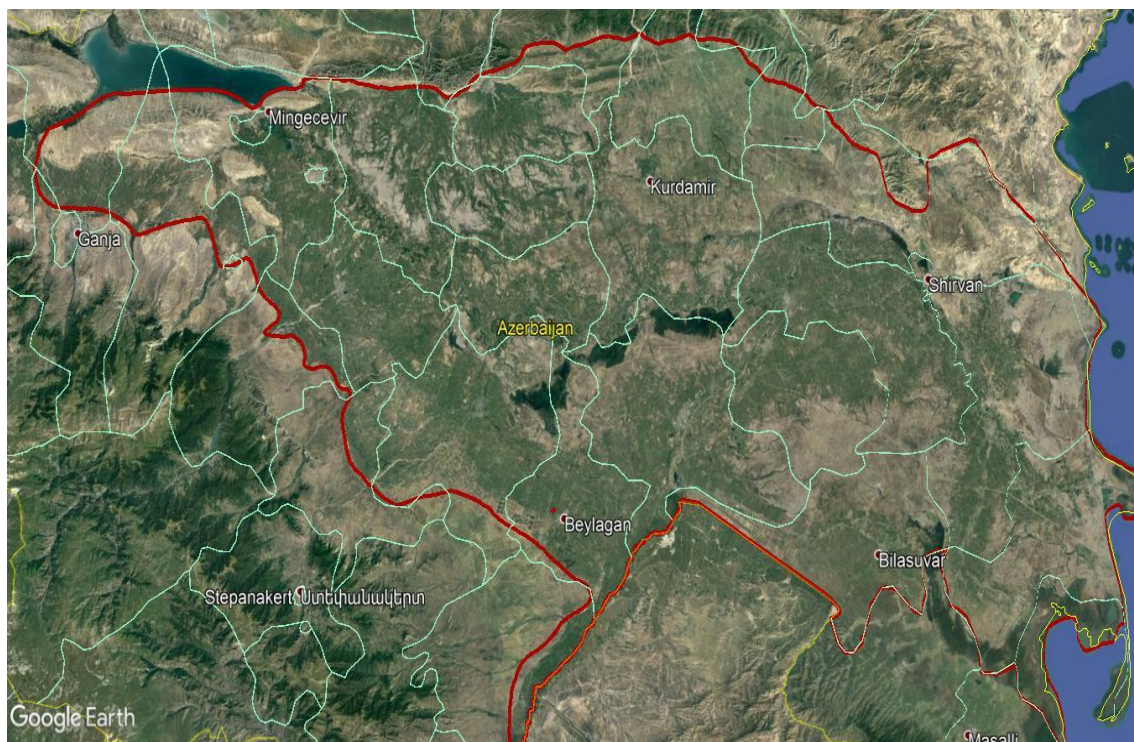 Mingecevir
Kurdamir
Ganja
Shirvan
Azerbaijan
Beylagan
Bilasuvar
Stepanakert Ստեփանակերտ
Google Earth
Masalli